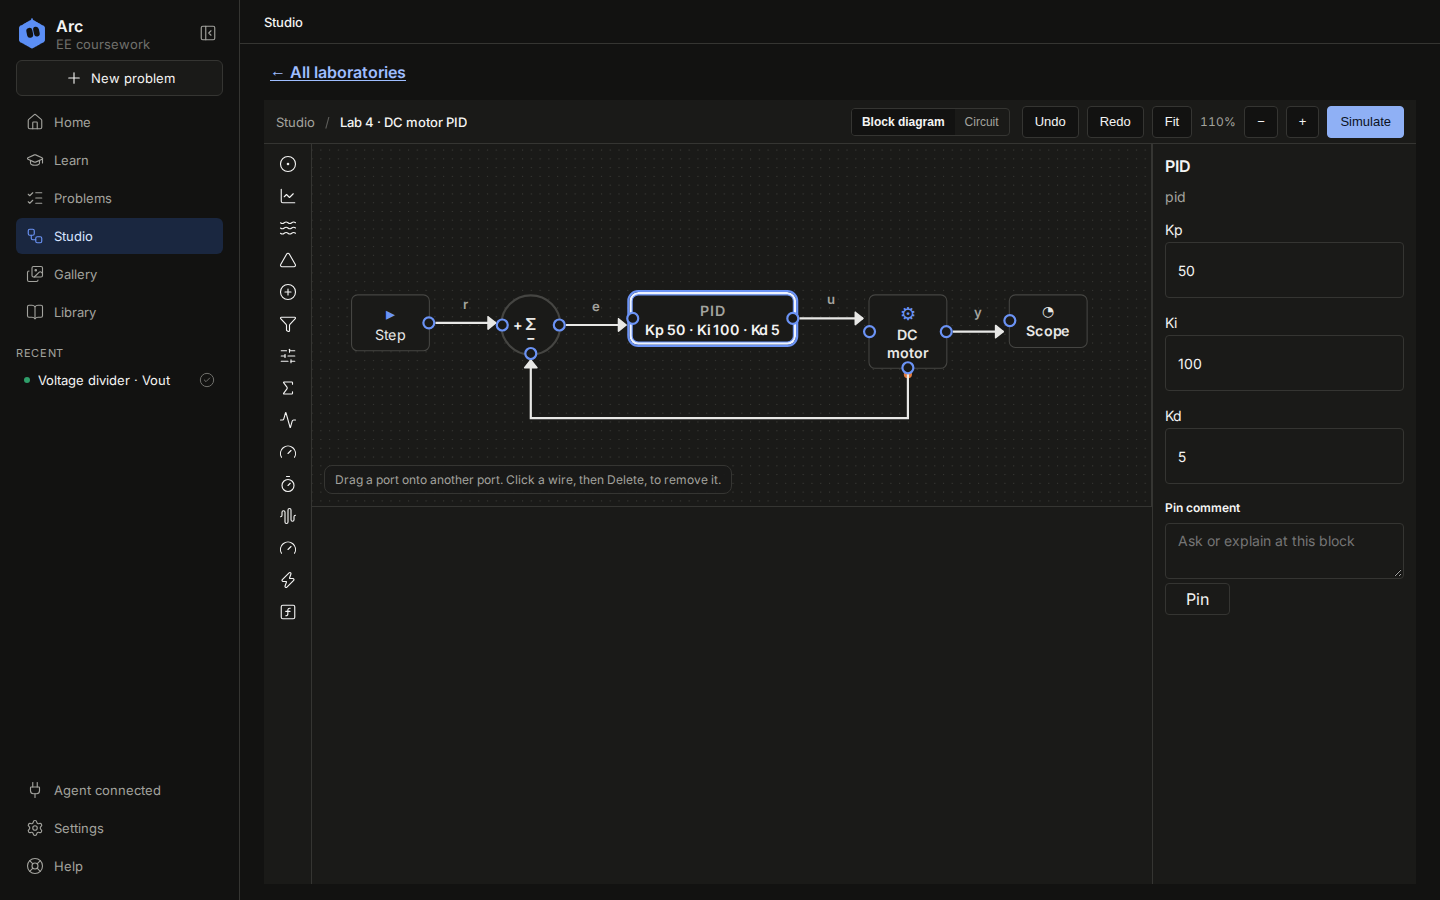 Arc
EE coursework
New problem
Home
Learn
Problems
Studio
Gallery
Library
RECENT
Voltage divider · Vout
Agent connected
Settings
Help
Studio
← All laboratories
Studio / Lab 4 · DC motor PID
Block diagram
Circuit
Undo
Redo
Fit
110%
−
+
Simulate
r
e
u
y
Step
+ Σ
−
PID
Kp 50 · Ki 100 · Kd 5
DC
motor
Scope
Drag a port onto another port. Click a wire, then Delete, to remove it.
PID
pid
Kp
50
Ki
100
Kd
5
Pin comment
Ask or explain at this block
Pin